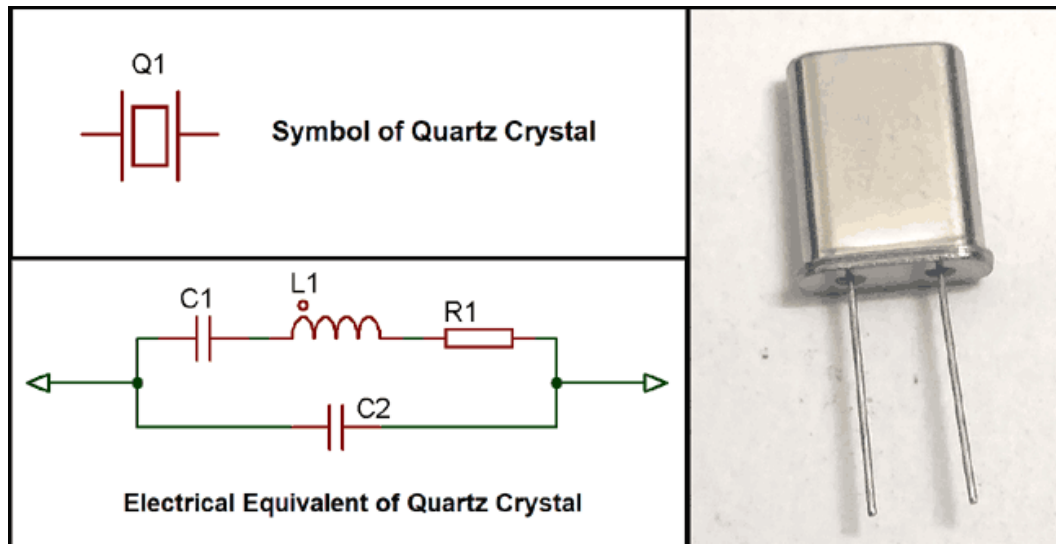 Q1
Symbol of Quartz Crystal
C1
L1
R1
C2
Electrical Equivalent of Quartz Crystal